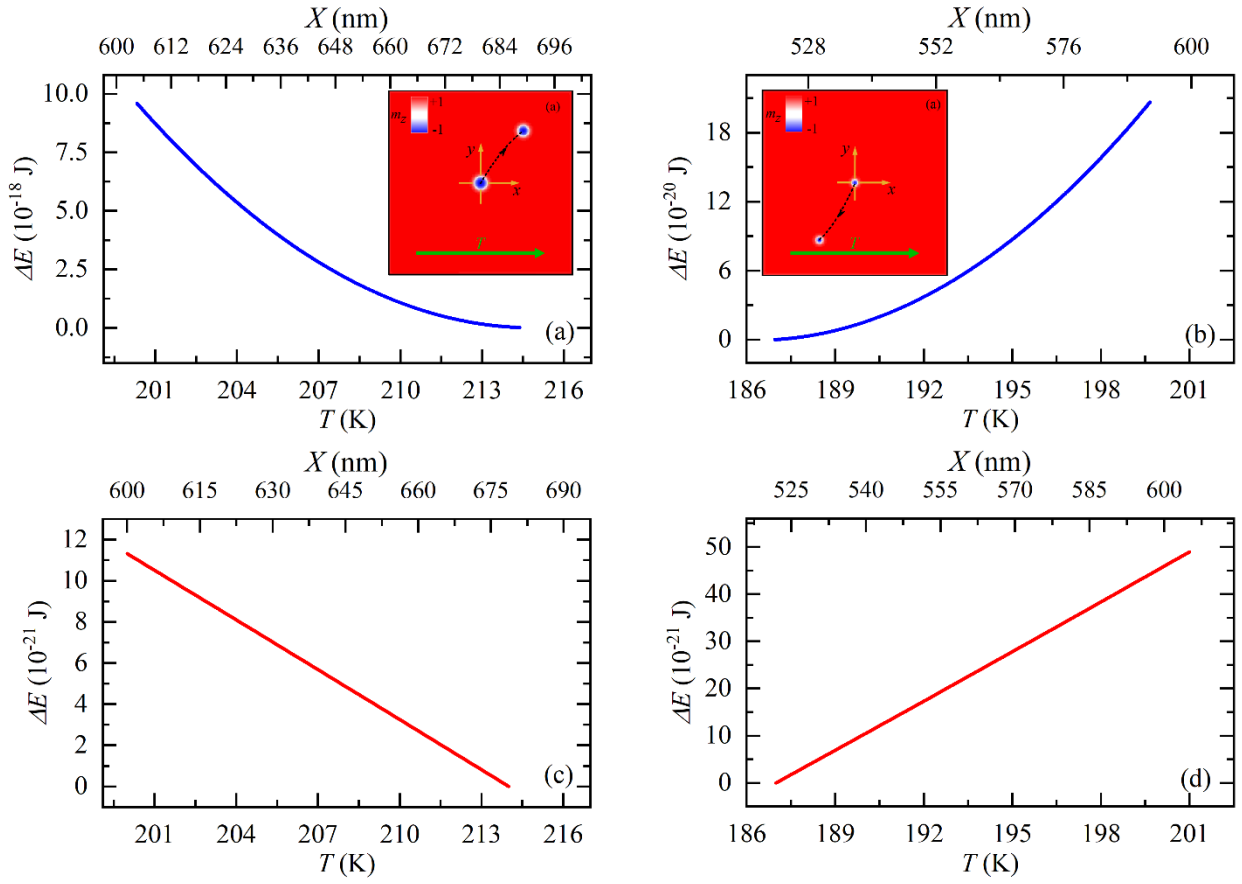 X (nm)
600 612 624 636 648 660 672 684 696
10.0
7.5
5.0
2.5
0.0
ΔE (10⁻¹⁸ J)
m_z
+1
-1
(a)
y
x
T
(a)
201 204 207 210 213 216
T (K)
X (nm)
528 552 576 600
18
12
6
0
ΔE (10⁻²⁰ J)
m_z
+1
-1
(a)
y
x
T
(b)
186 189 192 195 198 201
T (K)
X (nm)
600 615 630 645 660 675 690
12
10
8
6
4
2
0
ΔE (10⁻²¹ J)
(c)
201 204 207 210 213 216
T (K)
X (nm)
525 540 555 570 585 600
50
40
30
20
10
0
ΔE (10⁻²¹ J)
(d)
186 189 192 195 198 201
T (K)